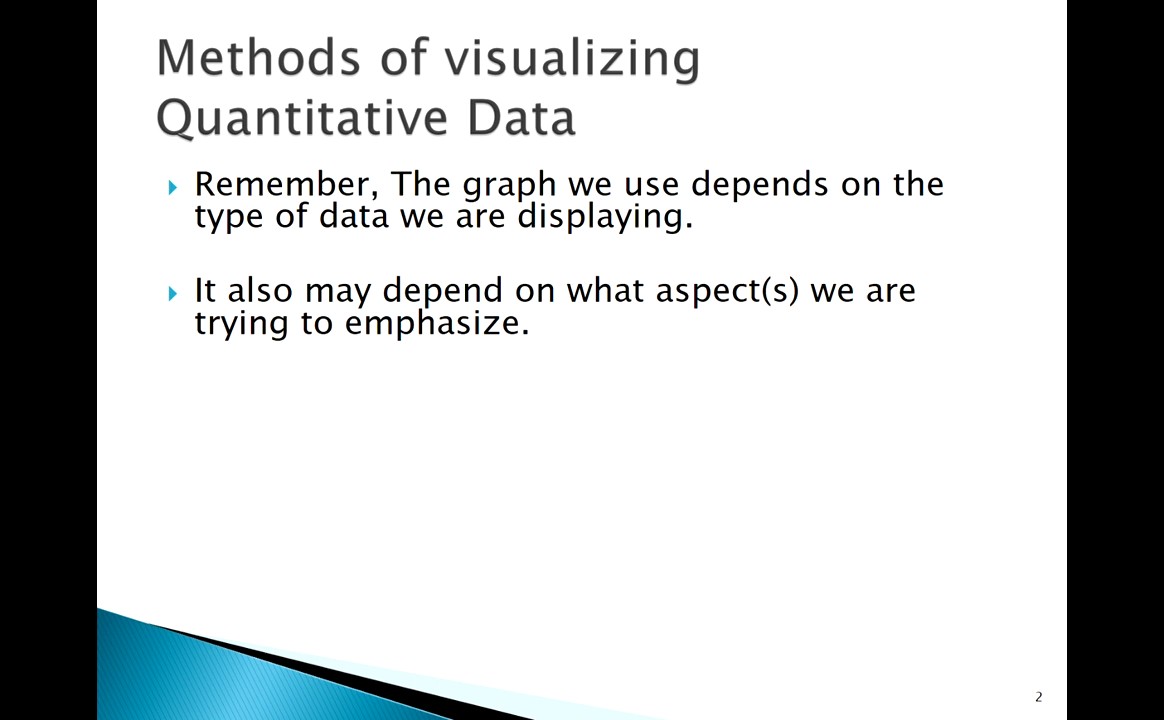 Methods of visualizing
Quantitative Data
Remember, The graph we use depends on the
type of data we are displaying.
It also may depend on what aspect(s) we are
trying to emphasize.
2